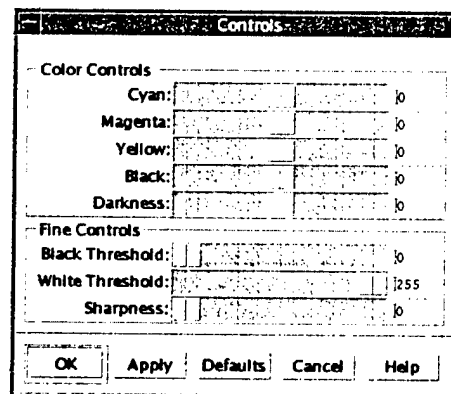 Controls
Color Controls
Cyan: 0
Magenta: 0
Yellow: 0
Black: 0
Darkness: 0
Fine Controls
Black Threshold: 0
White Threshold: 255
Sharpness: 0
OK Apply Defaults Cancel Help